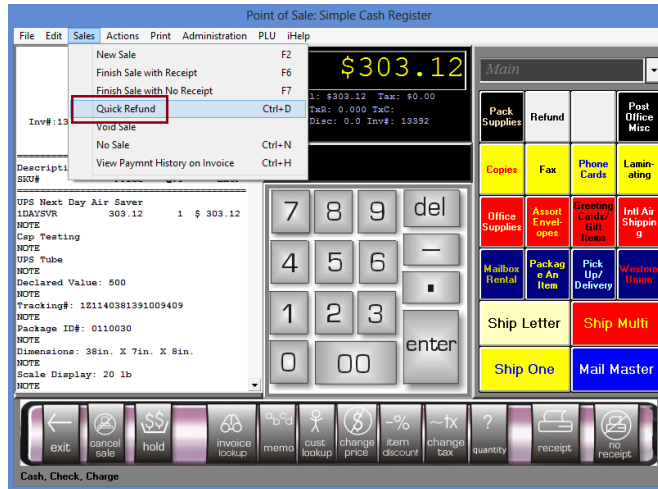 Point of Sale: Simple Cash Register
File Edit Sales Actions Print Administration PLU iHelp
New Sale F2
Finish Sale with Receipt F6
Finish Sale with No Receipt F7
Quick Refund Ctrl+D
Void Sale
No Sale Ctrl+N
View Paymnt History on Invoice Ctrl+H
$303.12
l: $303.12 Tax: $0.00
TxR: 0.000 TxC:
Disc: 0.0 Inv#: 13392
Inv#:13
Descripti
SKU#
UPS Next Day Air Saver
1DAYSVR 303.12 1 $ 303.12
NOTE
Csp Testing
NOTE
UPS Tube
NOTE
Declared Value: 500
NOTE
Tracking#: 1Z1140381391009409
NOTE
Package ID#: 0110030
NOTE
Dimensions: 38in. X 7in. X 8in.
NOTE
Scale Display: 20 lb
NOTE
7 8 9 del
4 5 6 —
1 2 3 .
0 00 enter
Main
Pack Supplies
Refund
Post Office Misc
Copies
Fax
Phone Cards
Lamin-ating
Office Supplies
Assort Envel-opes
Greeting Cards/ Gift Items
Intl Air Shippin g
Mailbox Rental
Packag e An Item
Pick Up/ Delivery
Western Union
Ship Letter
Ship Multi
Ship One
Mail Master
exit
cancel sale
$$ hold
invoice lookup
abcd memo
cust lookup
$ change price
-% item discount
~tx change tax
? quantity
receipt
no receipt
Cash, Check, Charge